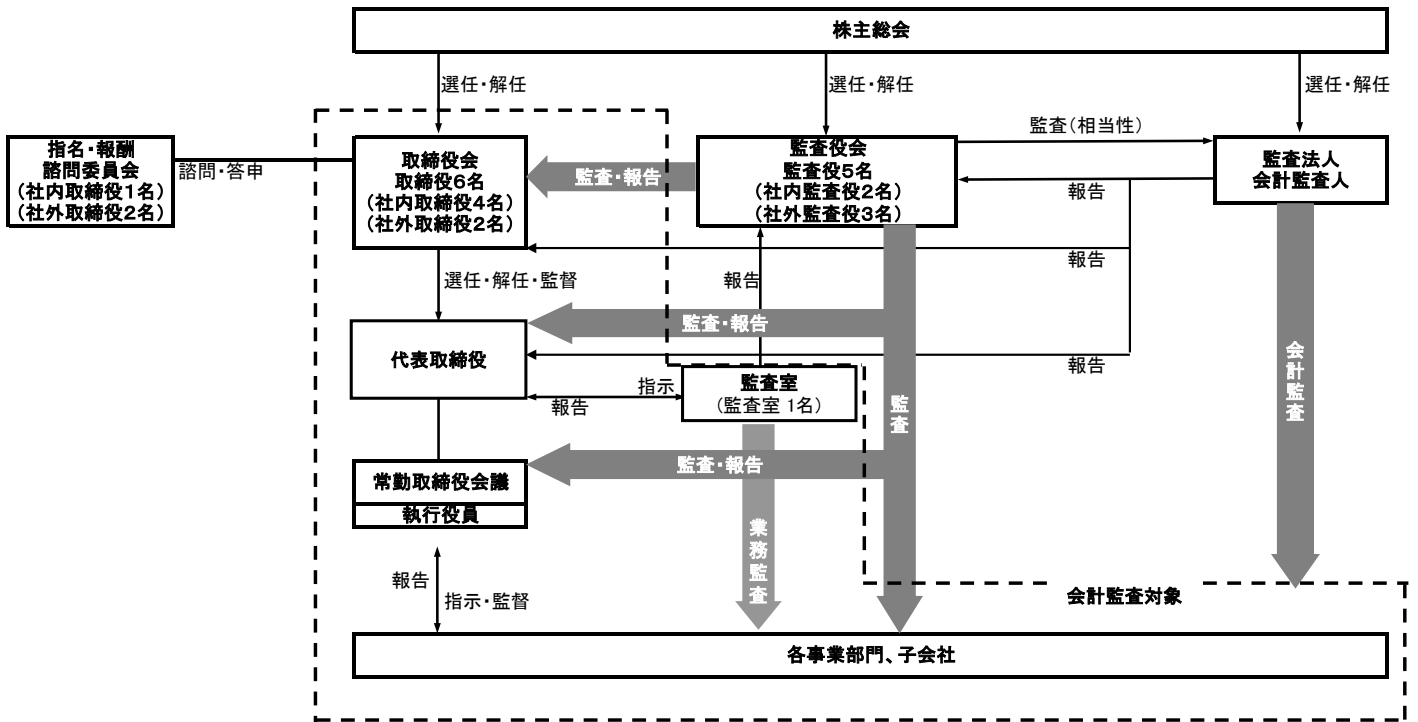 株主総会
選任・解任
選任・解任
選任・解任
指名・報酬
諮問委員会
（社内取締役1名）
（社外取締役2名）
諮問・答申
取締役会
取締役6名
（社内取締役4名）
（社外取締役2名）
監査・報告
監査役会
監査役5名
（社内監査役2名）
（社外監査役3名）
監査（相当性）
報告
監査法人
会計監査人
報告
選任・解任・監督
報告
監査・報告
代表取締役
報告
指示
報告
監査室
（監査室 1名）
監査
会計監査
監査・報告
常勤取締役会議
執行役員
業務監査
報告
指示・監督
会計監査対象
各事業部門、子会社